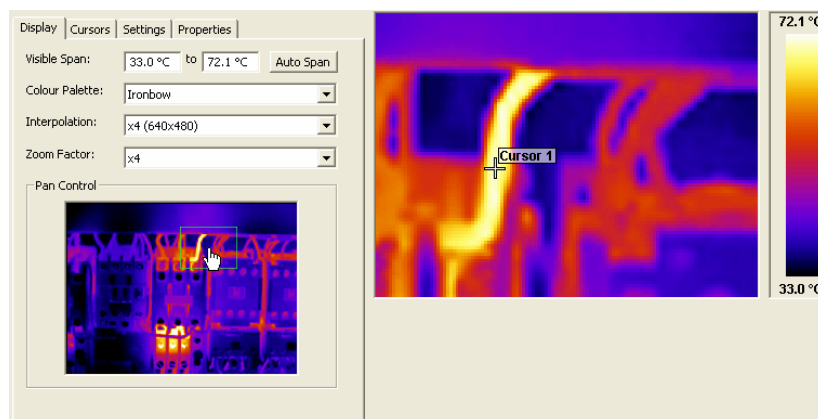 Display Cursors Settings Properties
Visible Span: 33.0 °C to 72.1 °C Auto Span
Colour Palette: Ironbow
Interpolation: x4 (640x480)
Zoom Factor: x4
Pan Control
72.1 °C
Cursor 1
33.0 °C